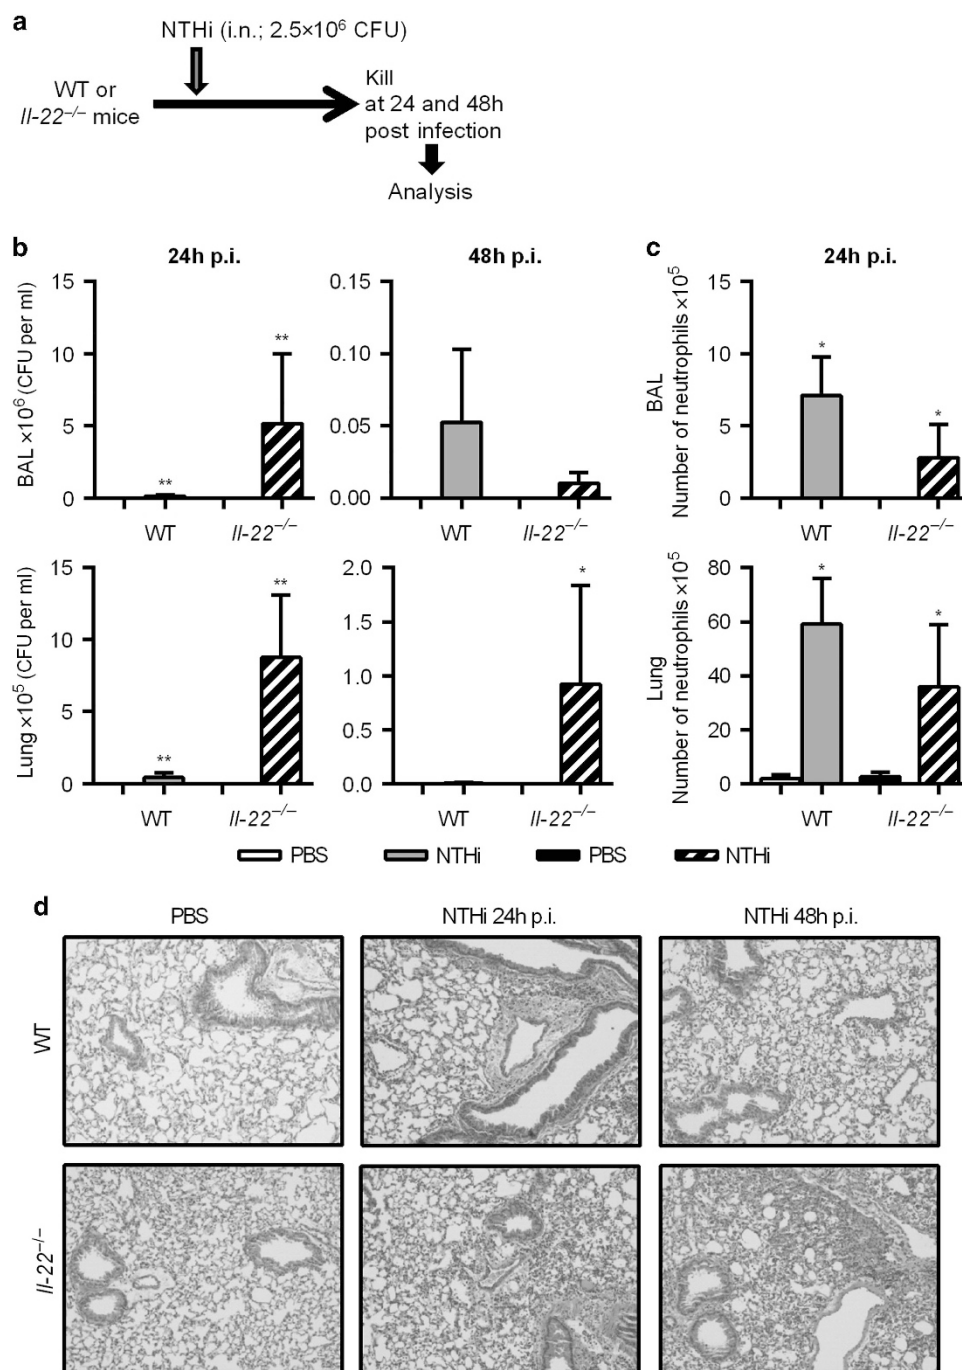 a
NTHi (i.n.; 2.5×10⁶ CFU)
WT or
Il-22⁻/⁻ mice
Kill
at 24 and 48h
post infection
Analysis
b
24h p.i.
48h p.i.
c
24h p.i.
BAL ×10⁶ (CFU per ml)
15
10
5
0
**
**
WT
Il-22⁻/⁻
0.15
0.10
0.05
0.00
WT
Il-22⁻/⁻
BAL
Number of neutrophils ×10⁵
15
10
5
0
*
*
WT
Il-22⁻/⁻
Lung ×10⁵ (CFU per ml)
15
10
5
0
**
**
WT
Il-22⁻/⁻
2.0
1.5
1.0
0.5
0.0
*
WT
Il-22⁻/⁻
Lung
Number of neutrophils ×10⁵
80
60
40
20
0
*
*
WT
Il-22⁻/⁻
PBS
NTHi
PBS
NTHi
d
PBS
NTHi 24h p.i.
NTHi 48h p.i.
WT
Il-22⁻/⁻